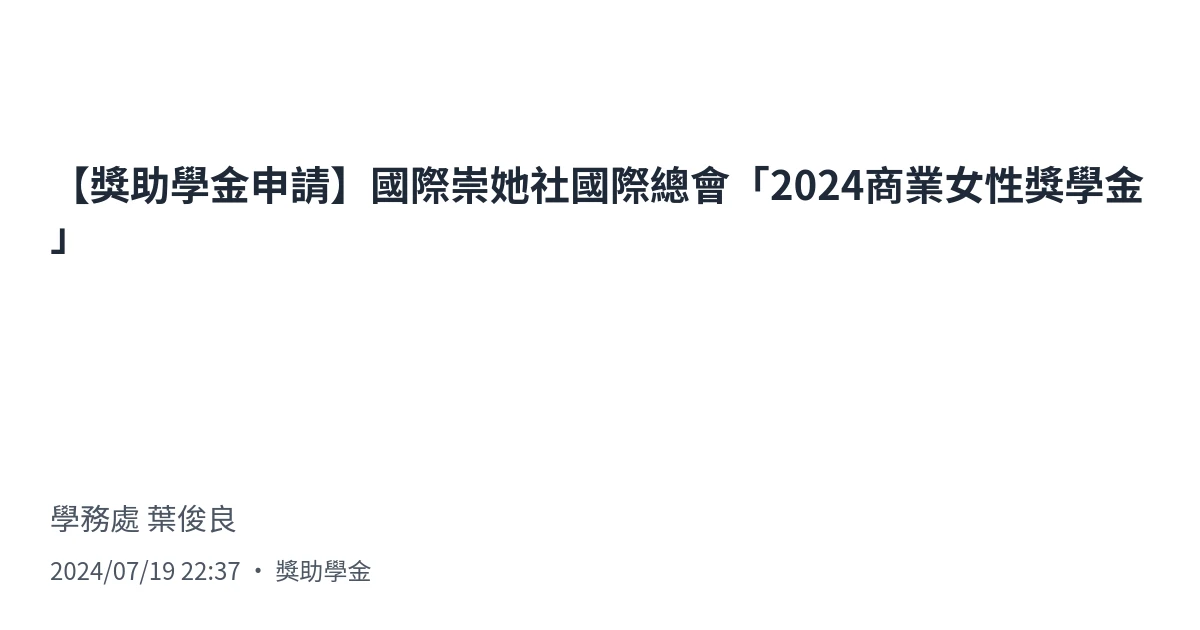 【獎助學金申請】國際崇她社國際總會「2024商業女性獎學金
」
學務處 葉俊良
2024/07/19 22:37 ・ 獎助學金